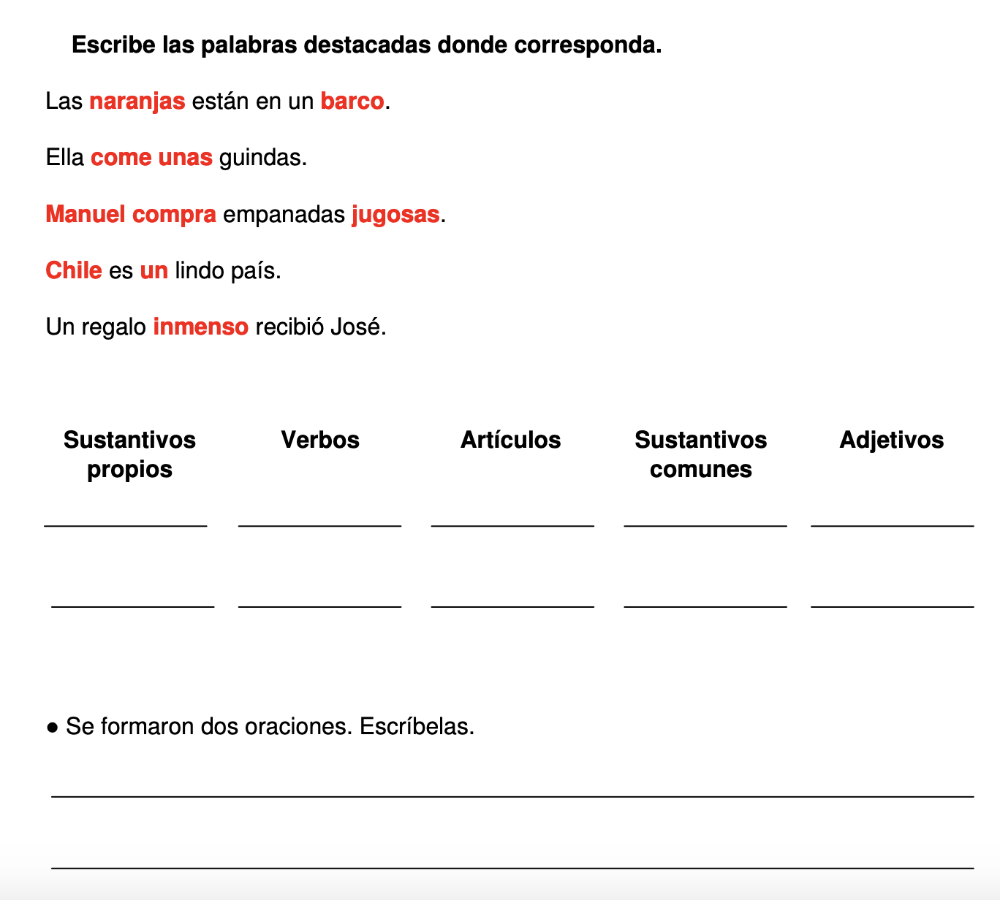 Escribe las palabras destacadas donde corresponda.
Las naranjas están en un barco.
Ella come unas guindas.
Manuel compra empanadas jugosas.
Chile es un lindo país.
Un regalo inmenso recibió José.
Sustantivos propios
Verbos
Artículos
Sustantivos comunes
Adjetivos
● Se formaron dos oraciones. Escríbelas.